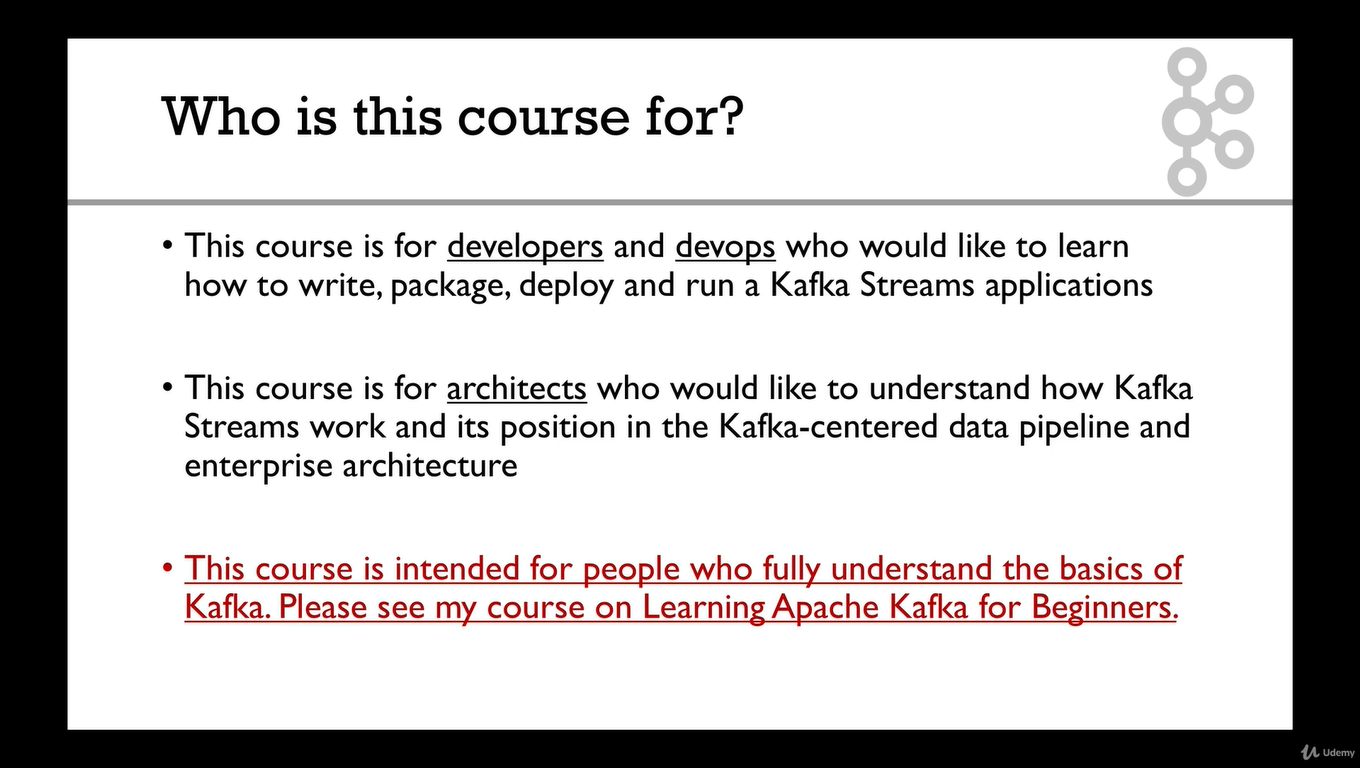 Who is this course for?
• This course is for developers and devops who would like to learn
how to write, package, deploy and run a Kafka Streams applications
• This course is for architects who would like to understand how Kafka
Streams work and its position in the Kafka-centered data pipeline and
enterprise architecture
• This course is intended for people who fully understand the basics of
Kafka. Please see my course on Learning Apache Kafka for Beginners.
Udemy